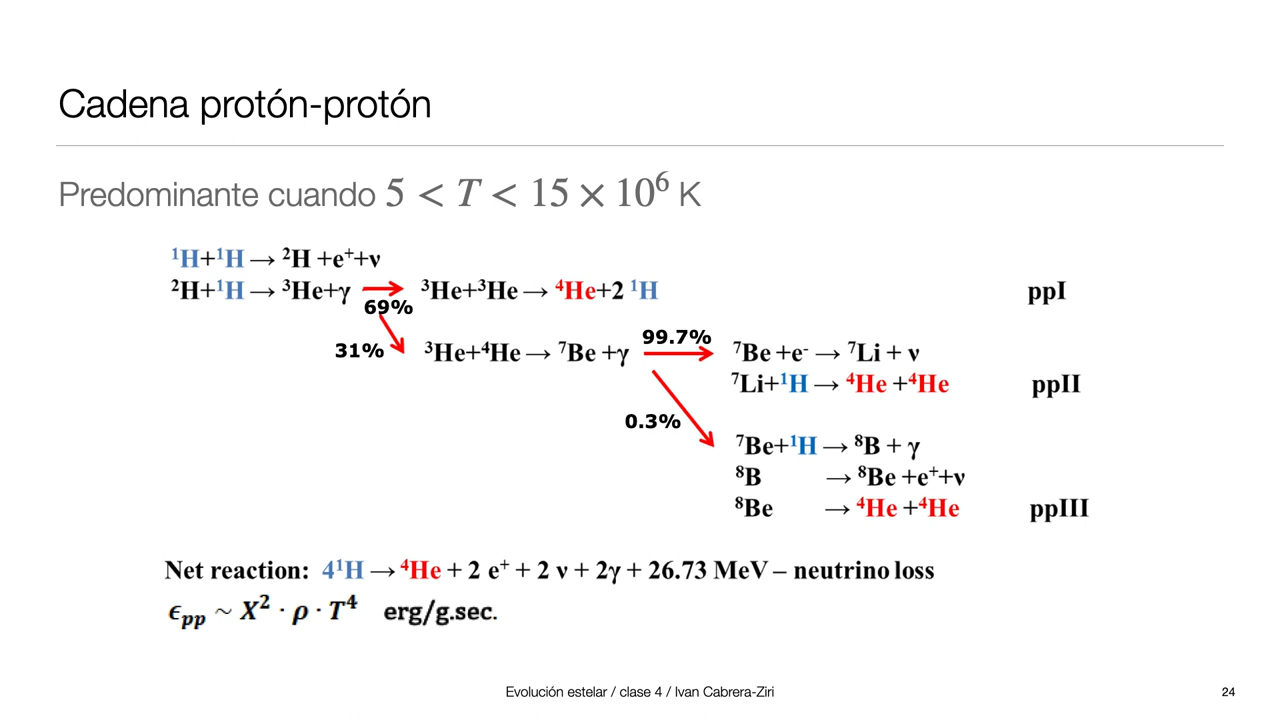 Cadena protón-protón
Predominante cuando 5 < T < 15 × 10⁶ K
¹H+¹H → ²H +e⁺+ν
²H+¹H → ³He+γ ³He+³He → ⁴He+2 ¹H ppI
69%
31% ³He+⁴He → ⁷Be +γ 99.7% ⁷Be +e⁻ → ⁷Li + ν
⁷Li+¹H → ⁴He +⁴He ppII
0.3%
⁷Be+¹H → ⁸B + γ
⁸B → ⁸Be +e⁺+ν
⁸Be → ⁴He +⁴He ppIII
Net reaction: 4¹H → ⁴He + 2 e⁺ + 2 ν + 2γ + 26.73 MeV – neutrino loss
ϵpp ~ X² · ρ · T⁴ erg/g.sec.
Evolución estelar / clase 4 / Ivan Cabrera-Ziri
24